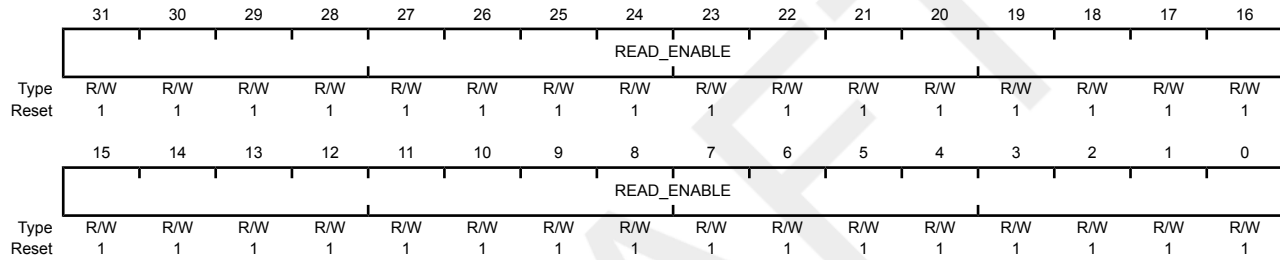 31 30 29 28 27 26 25 24 23 22 21 20 19 18 17 16
READ_ENABLE
Type R/W R/W R/W R/W R/W R/W R/W R/W R/W R/W R/W R/W R/W R/W R/W R/W
Reset 1 1 1 1 1 1 1 1 1 1 1 1 1 1 1 1
15 14 13 12 11 10 9 8 7 6 5 4 3 2 1 0
READ_ENABLE
Type R/W R/W R/W R/W R/W R/W R/W R/W R/W R/W R/W R/W R/W R/W R/W R/W
Reset 1 1 1 1 1 1 1 1 1 1 1 1 1 1 1 1